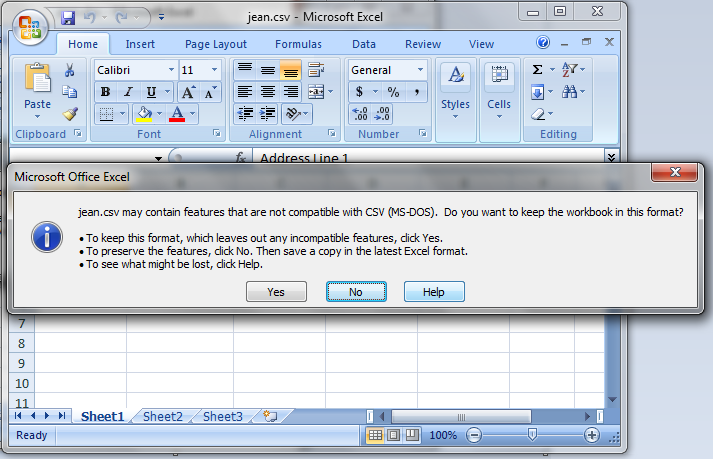 jean.csv - Microsoft Excel
Home Insert Page Layout Formulas Data Review View
Calibri 11 General
Paste B I U A A $ % , Styles Cells Σ
Clipboard Font Alignment Number Editing
fx Address Line 1
Microsoft Office Excel
jean.csv may contain features that are not compatible with CSV (MS-DOS). Do you want to keep the workbook in this format?
• To keep this format, which leaves out any incompatible features, click Yes.
• To preserve the features, click No. Then save a copy in the latest Excel format.
• To see what might be lost, click Help.
Yes No Help
7
8
9
10
11
Sheet1 Sheet2 Sheet3
Ready 100%